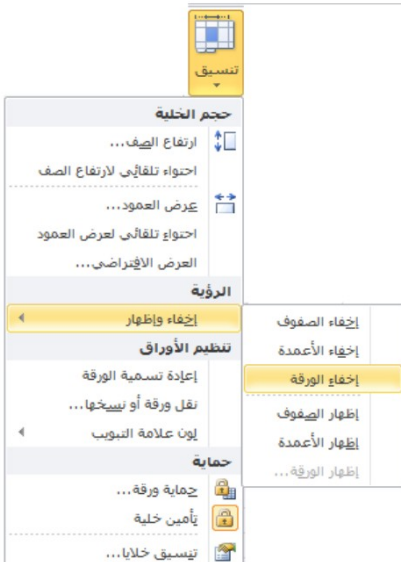 تنسيق
حجم الخلية
ارتفاع الصف...
احتواء تلقائي لارتفاع الصف
عرض العمود...
احتواء تلقائي لعرض العمود
العرض الافتراضي...
الرؤية
إخفاء وإظهار
تنظيم الأوراق
إعادة تسمية الورقة
نقل ورقة أو نسخها...
لون علامة التبويب
حماية
حماية ورقة...
تأمين خلية
تنسيق خلايا...
إخفاء الصفوف
إخفاء الأعمدة
إخفاء الورقة
إظهار الصفوف
إظهار الأعمدة
إظهار الورقة...